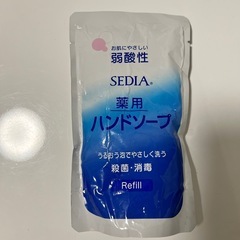 お肌にやさしい
弱酸性
SEDIA®
薬用
ハンドソープ
うるおう泡でやさしく洗う
殺菌・消毒
Refill